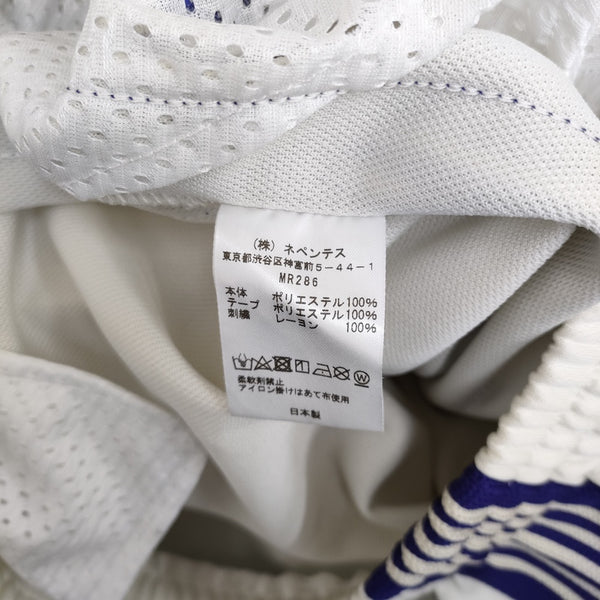 (株) ネペンテス
東京都渋谷区神宮前5-44-1
MR286
本体 ポリエステル100%
テープ ポリエステル100%
刺繍 レーヨン 100%
柔軟剤禁止
アイロン掛けはあて布使用
日本製